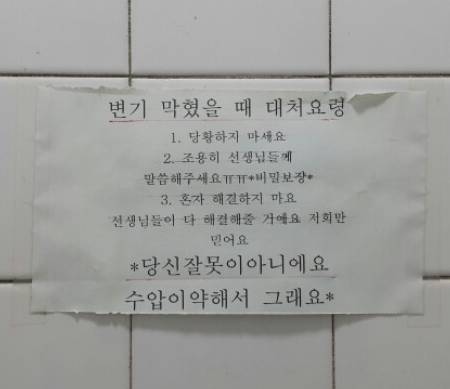 변기 막혔을 때 대처요령
1. 당황하지 마세요
2. 조용히 선생님들께
말씀해주세요ㅠㅠ*비밀보장*
3. 혼자 해결하지 마요
선생님들이 다 해결해줄 거예요 저희만
믿어요
*당신잘못이아니에요
수압이약해서 그래요*